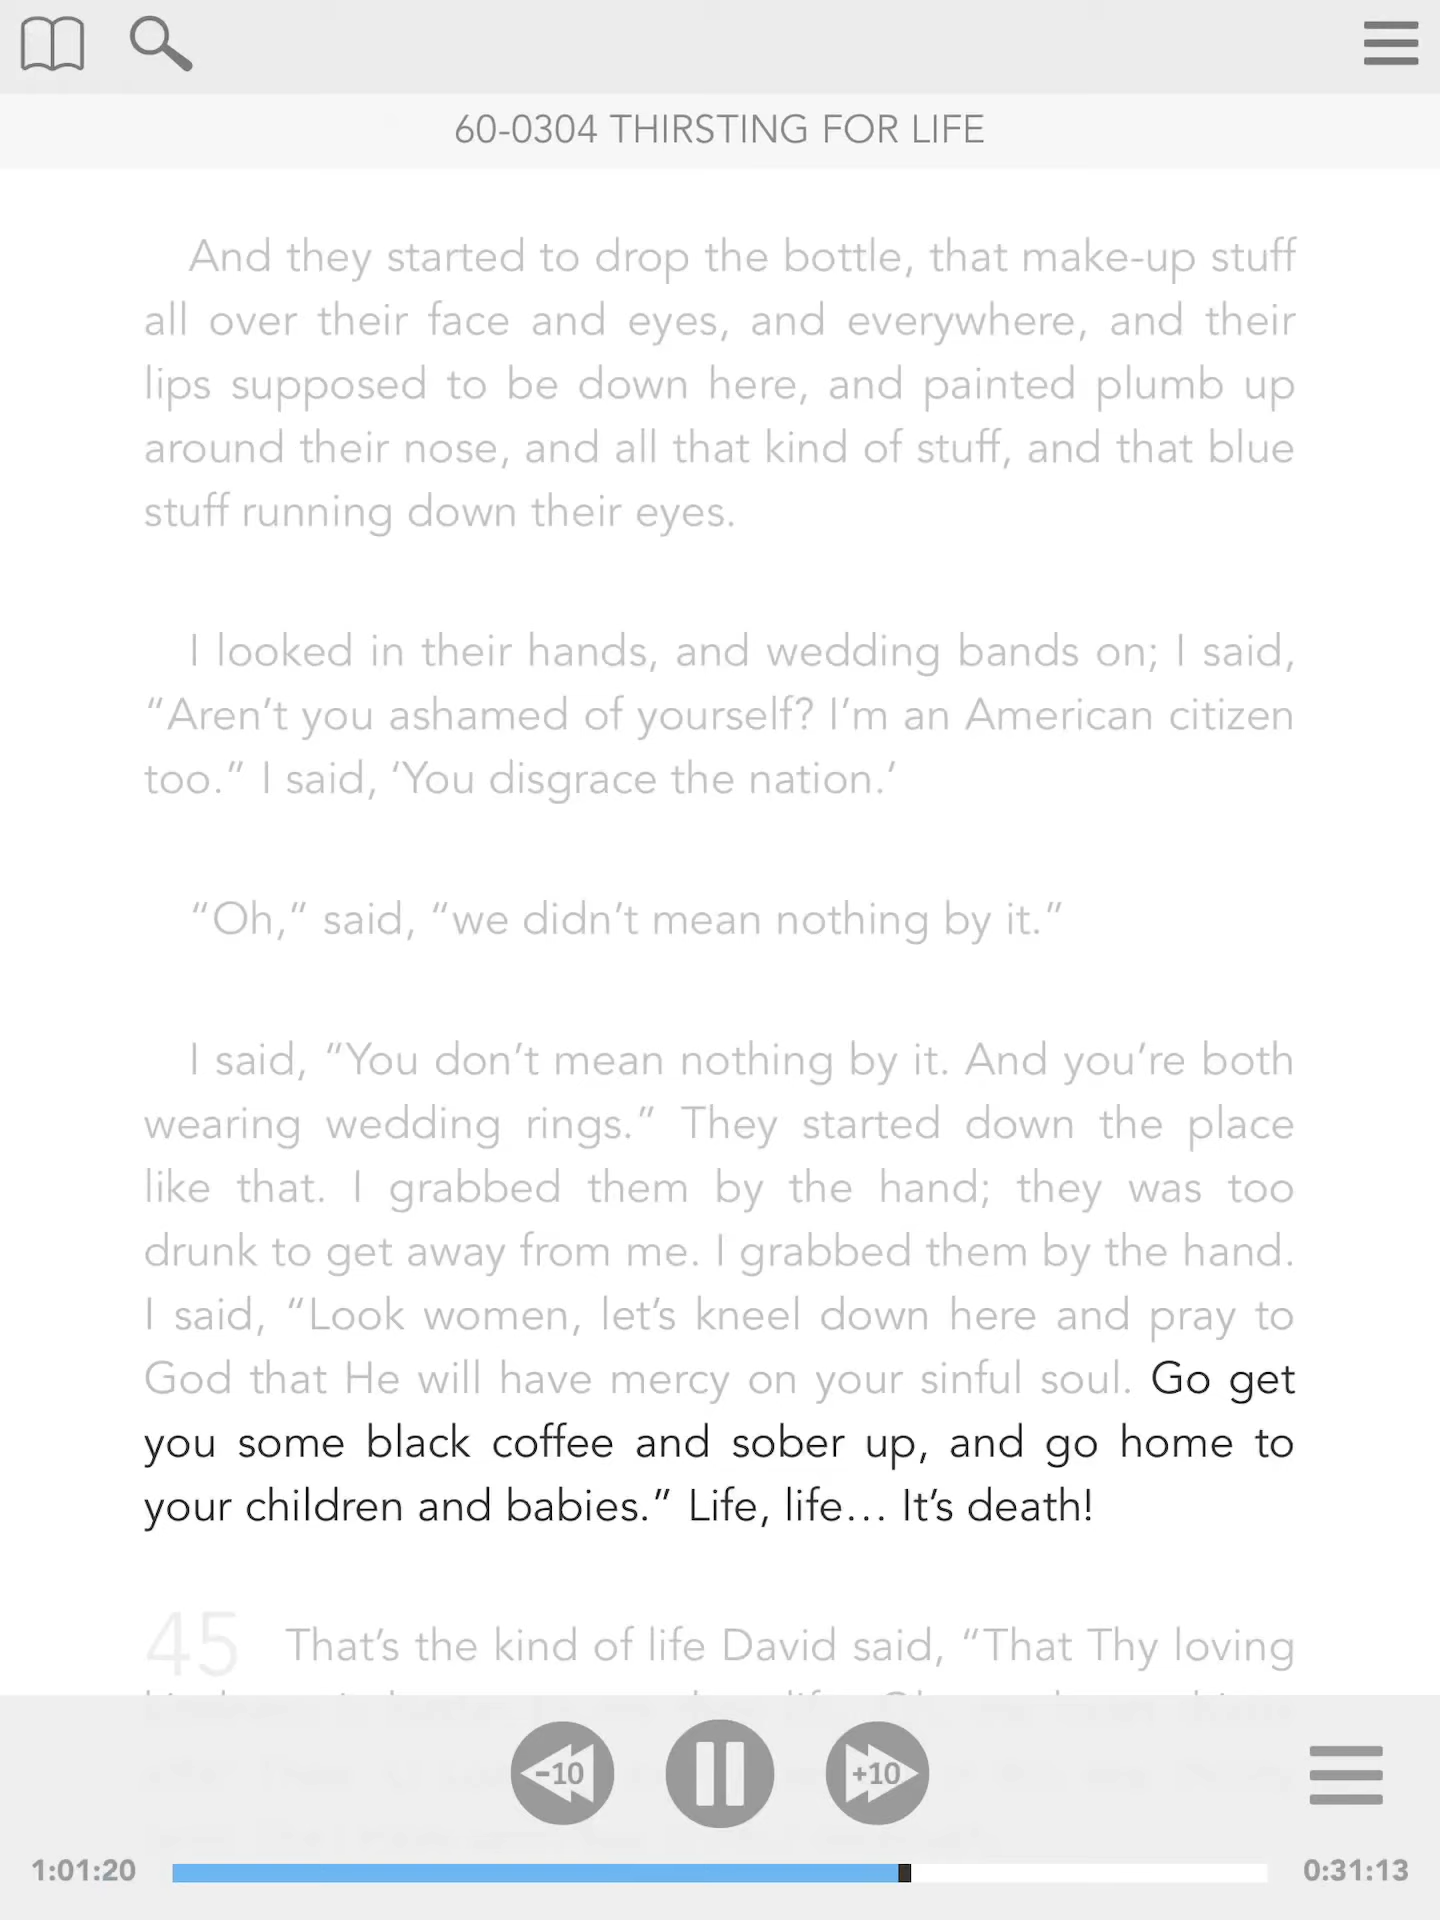 60-0304 THIRSTING FOR LIFE
And they started to drop the bottle, that make-up stuff
all over their face and eyes, and everywhere, and their
lips supposed to be down here, and painted plumb up
around their nose, and all that kind of stuff, and that blue
stuff running down their eyes.
I looked in their hands, and wedding bands on; I said,
“Aren’t you ashamed of yourself? I’m an American citizen
too.” I said, ‘You disgrace the nation.’
“Oh,” said, “we didn’t mean nothing by it.”
I said, “You don’t mean nothing by it. And you’re both
wearing wedding rings.” They started down the place
like that. I grabbed them by the hand; they was too
drunk to get away from me. I grabbed them by the hand.
I said, “Look women, let’s kneel down here and pray to
God that He will have mercy on your sinful soul. Go get
you some black coffee and sober up, and go home to
your children and babies.” Life, life… It’s death!
45 That’s the kind of life David said, “That Thy loving
-10 +10
1:01:20 0:31:13